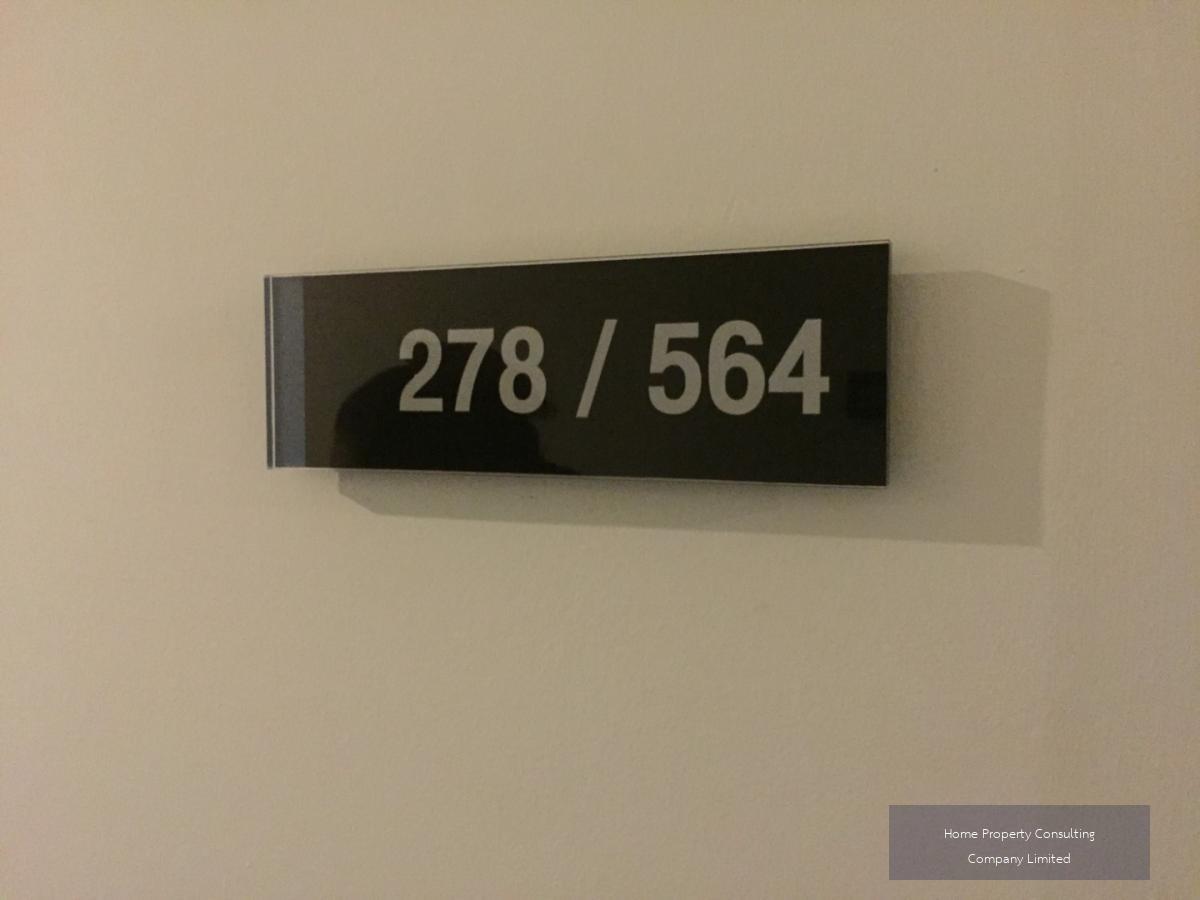 278 / 564
Home Property Consulting
Company Limited